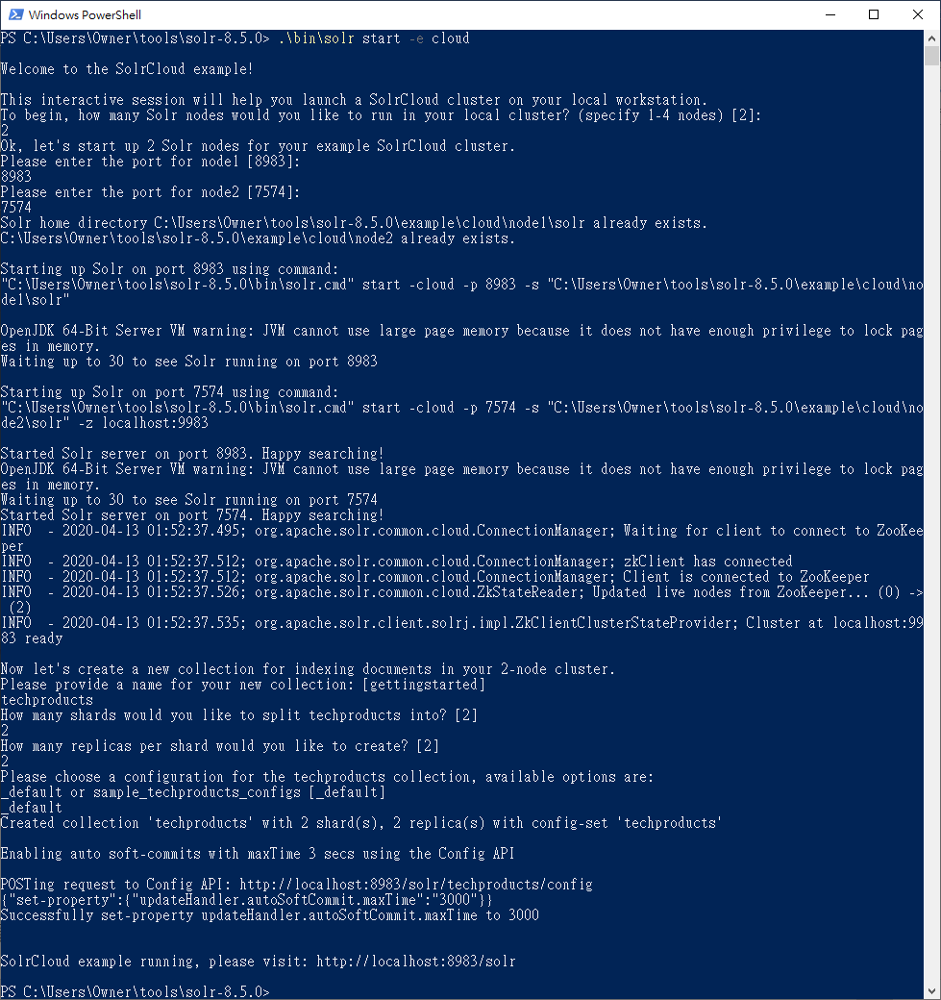 Windows PowerShell
PS C:\Users\Owner\tools\solr-8.5.0> .\bin\solr start -e cloud
Welcome to the SolrCloud example!
This interactive session will help you launch a SolrCloud cluster on your local workstation.
To begin, how many Solr nodes would you like to run in your local cluster? (specify 1-4 nodes) [2]:
2
Ok, let's start up 2 Solr nodes for your example SolrCloud cluster.
Please enter the port for node1 [8983]:
8983
Please enter the port for node2 [7574]:
7574
Solr home directory C:\Users\Owner\tools\solr-8.5.0\example\cloud\node1\solr already exists.
C:\Users\Owner\tools\solr-8.5.0\example\cloud\node2 already exists.
Starting up Solr on port 8983 using command:
"C:\Users\Owner\tools\solr-8.5.0\bin\solr.cmd" start -cloud -p 8983 -s "C:\Users\Owner\tools\solr-8.5.0\example\cloud\no
de1\solr"
OpenJDK 64-Bit Server VM warning: JVM cannot use large page memory because it does not have enough privilege to lock pag
es in memory.
Waiting up to 30 to see Solr running on port 8983
Starting up Solr on port 7574 using command:
"C:\Users\Owner\tools\solr-8.5.0\bin\solr.cmd" start -cloud -p 7574 -s "C:\Users\Owner\tools\solr-8.5.0\example\cloud\no
de2\solr" -z localhost:9983
Started Solr server on port 8983. Happy searching!
OpenJDK 64-Bit Server VM warning: JVM cannot use large page memory because it does not have enough privilege to lock pag
es in memory.
Waiting up to 30 to see Solr running on port 7574
Started Solr server on port 7574. Happy searching!
INFO  - 2020-04-13 01:52:37.495; org.apache.solr.common.cloud.ConnectionManager; Waiting for client to connect to ZooKee
per
INFO  - 2020-04-13 01:52:37.512; org.apache.solr.common.cloud.ConnectionManager; zkClient has connected
INFO  - 2020-04-13 01:52:37.512; org.apache.solr.common.cloud.ConnectionManager; Client is connected to ZooKeeper
INFO  - 2020-04-13 01:52:37.526; org.apache.solr.common.cloud.ZkStateReader; Updated live nodes from ZooKeeper... (0) ->
 (2)
INFO  - 2020-04-13 01:52:37.535; org.apache.solr.client.solrj.impl.ZkClientClusterStateProvider; Cluster at localhost:99
83 ready
Now let's create a new collection for indexing documents in your 2-node cluster.
Please provide a name for your new collection: [gettingstarted]
techproducts
How many shards would you like to split techproducts into? [2]
2
How many replicas per shard would you like to create? [2]
2
Please choose a configuration for the techproducts collection, available options are:
_default or sample_techproducts_configs [_default]
_default
Created collection 'techproducts' with 2 shard(s), 2 replica(s) with config-set 'techproducts'
Enabling auto soft-commits with maxTime 3 secs using the Config API
POSTing request to Config API: http://localhost:8983/solr/techproducts/config
{"set-property":{"updateHandler.autoSoftCommit.maxTime":"3000"}}
Successfully set-property updateHandler.autoSoftCommit.maxTime to 3000
SolrCloud example running, please visit: http://localhost:8983/solr
PS C:\Users\Owner\tools\solr-8.5.0>